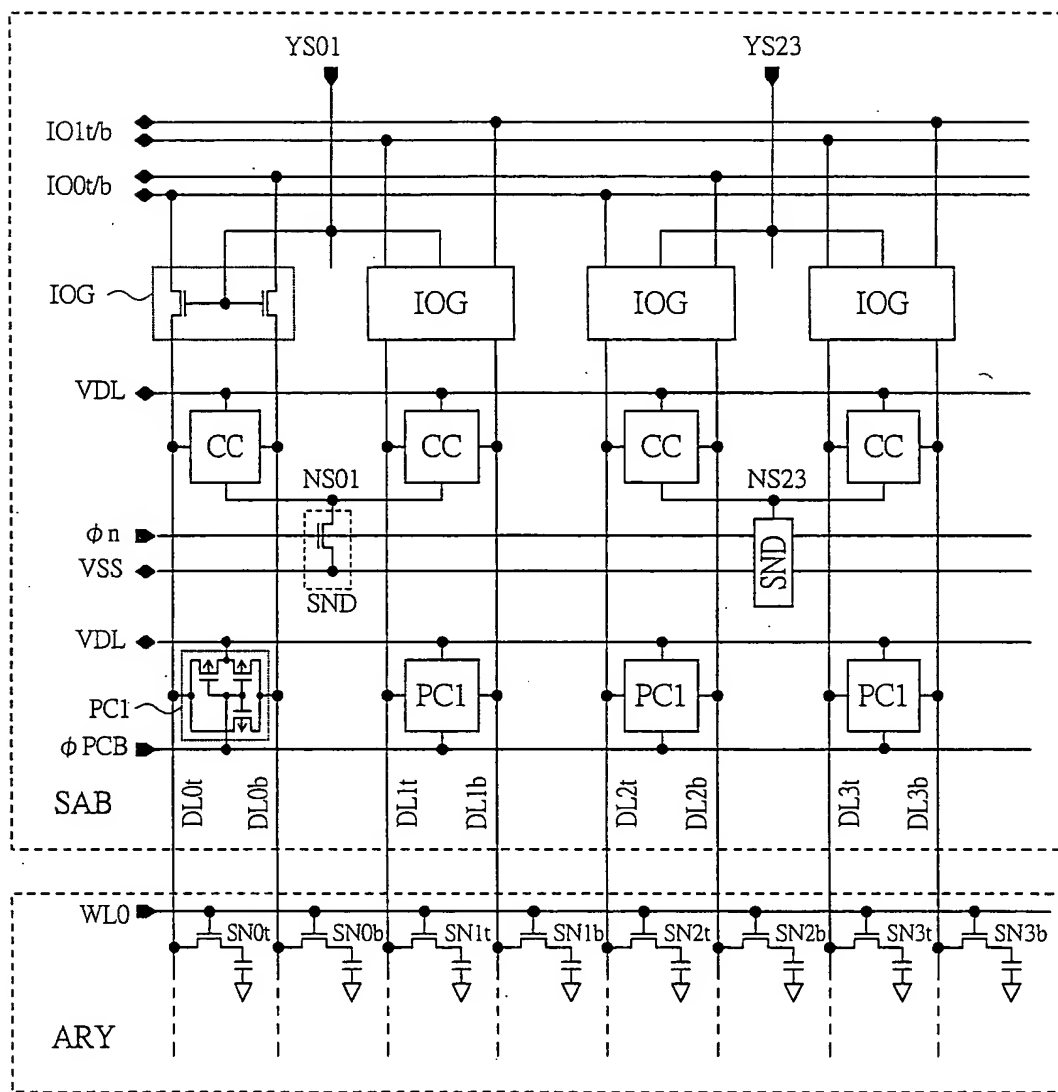 YS01 YS23
IO1t/b
IO0t/b
IOG IOG IOG IOG
VDL
CC CC CC CC
NS01 NS23
ϕn
VSS
SND SND
VDL
PC1 PC1 PC1 PC1
ϕPCB
DL0t DL0b DL1t DL1b DL2t DL2b DL3t DL3b
SAB
WL0
SN0t SN0b SN1t SN1b SN2t SN2b SN3t SN3b
ARY